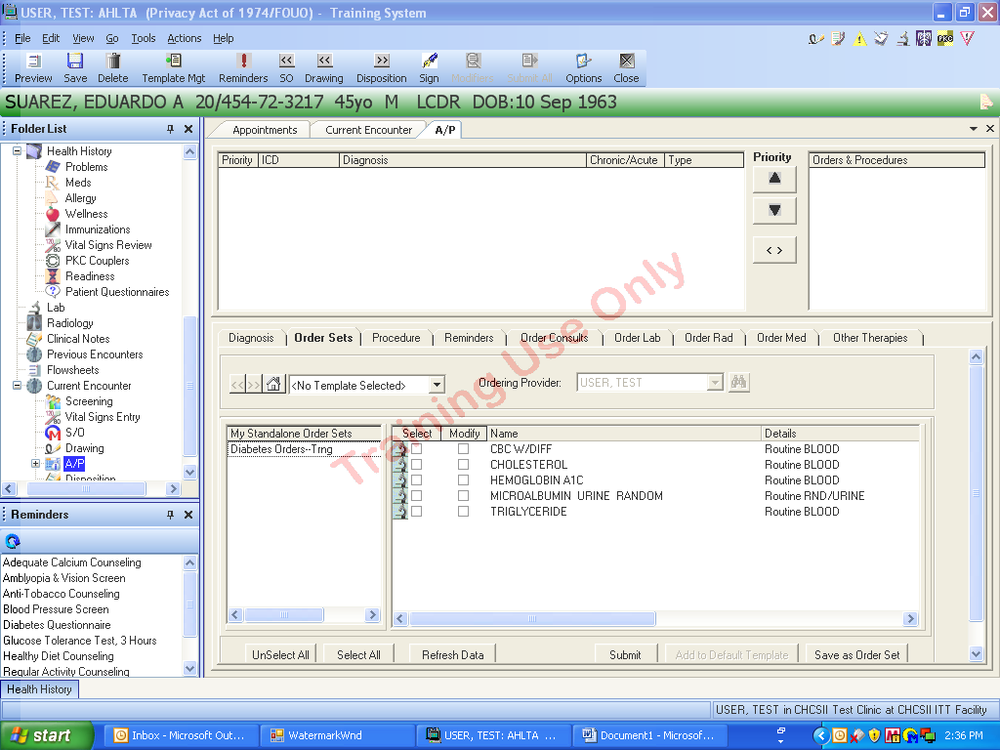 USER, TEST: AHLTA (Privacy Act of 1974/FOUO) - Training System
File Edit View Go Tools Actions Help
Preview Save Delete Template Mgt Reminders SO Drawing Disposition Sign Modifiers Submit All Options Close
SUAREZ, EDUARDO A 20/454-72-3217 45yo M LCDR DOB:10 Sep 1963
Folder List
Health History
Problems
Meds
Allergy
Wellness
Immunizations
Vital Signs Review
PKC Couplers
Readiness
Patient Questionnaires
Lab
Radiology
Clinical Notes
Previous Encounters
Flowsheets
Current Encounter
Screening
Vital Signs Entry
S/O
Drawing
A/P
Disposition
Reminders
Adequate Calcium Counseling
Amblyopia & Vision Screen
Anti-Tobacco Counseling
Blood Pressure Screen
Diabetes Questionnaire
Glucose Tolerance Test, 3 Hours
Healthy Diet Counseling
Regular Activity Counseling
Health History
Appointments Current Encounter A/P
Priority ICD Diagnosis Chronic/Acute Type
Priority
< >
Orders & Procedures
Diagnosis Order Sets Procedure Reminders Order Consults Order Lab Order Rad Order Med Other Therapies
<< >> <No Template Selected> Ordering Provider: USER, TEST
My Standalone Order Sets
Diabetes Orders--Trng
Select Modify Name Details
CBC W/DIFF Routine BLOOD
CHOLESTEROL Routine BLOOD
HEMOGLOBIN A1C Routine BLOOD
MICROALBUMIN URINE RANDOM Routine RND/URINE
TRIGLYCERIDE Routine BLOOD
UnSelect All Select All Refresh Data Submit Add to Default Template Save as Order Set
Training Use Only
USER, TEST in CHCSII Test Clinic at CHCSII ITT Facility
start Inbox - Microsoft Out... WatermarkWnd USER, TEST: AHLTA ... Document1 - Microsof... 2:36 PM